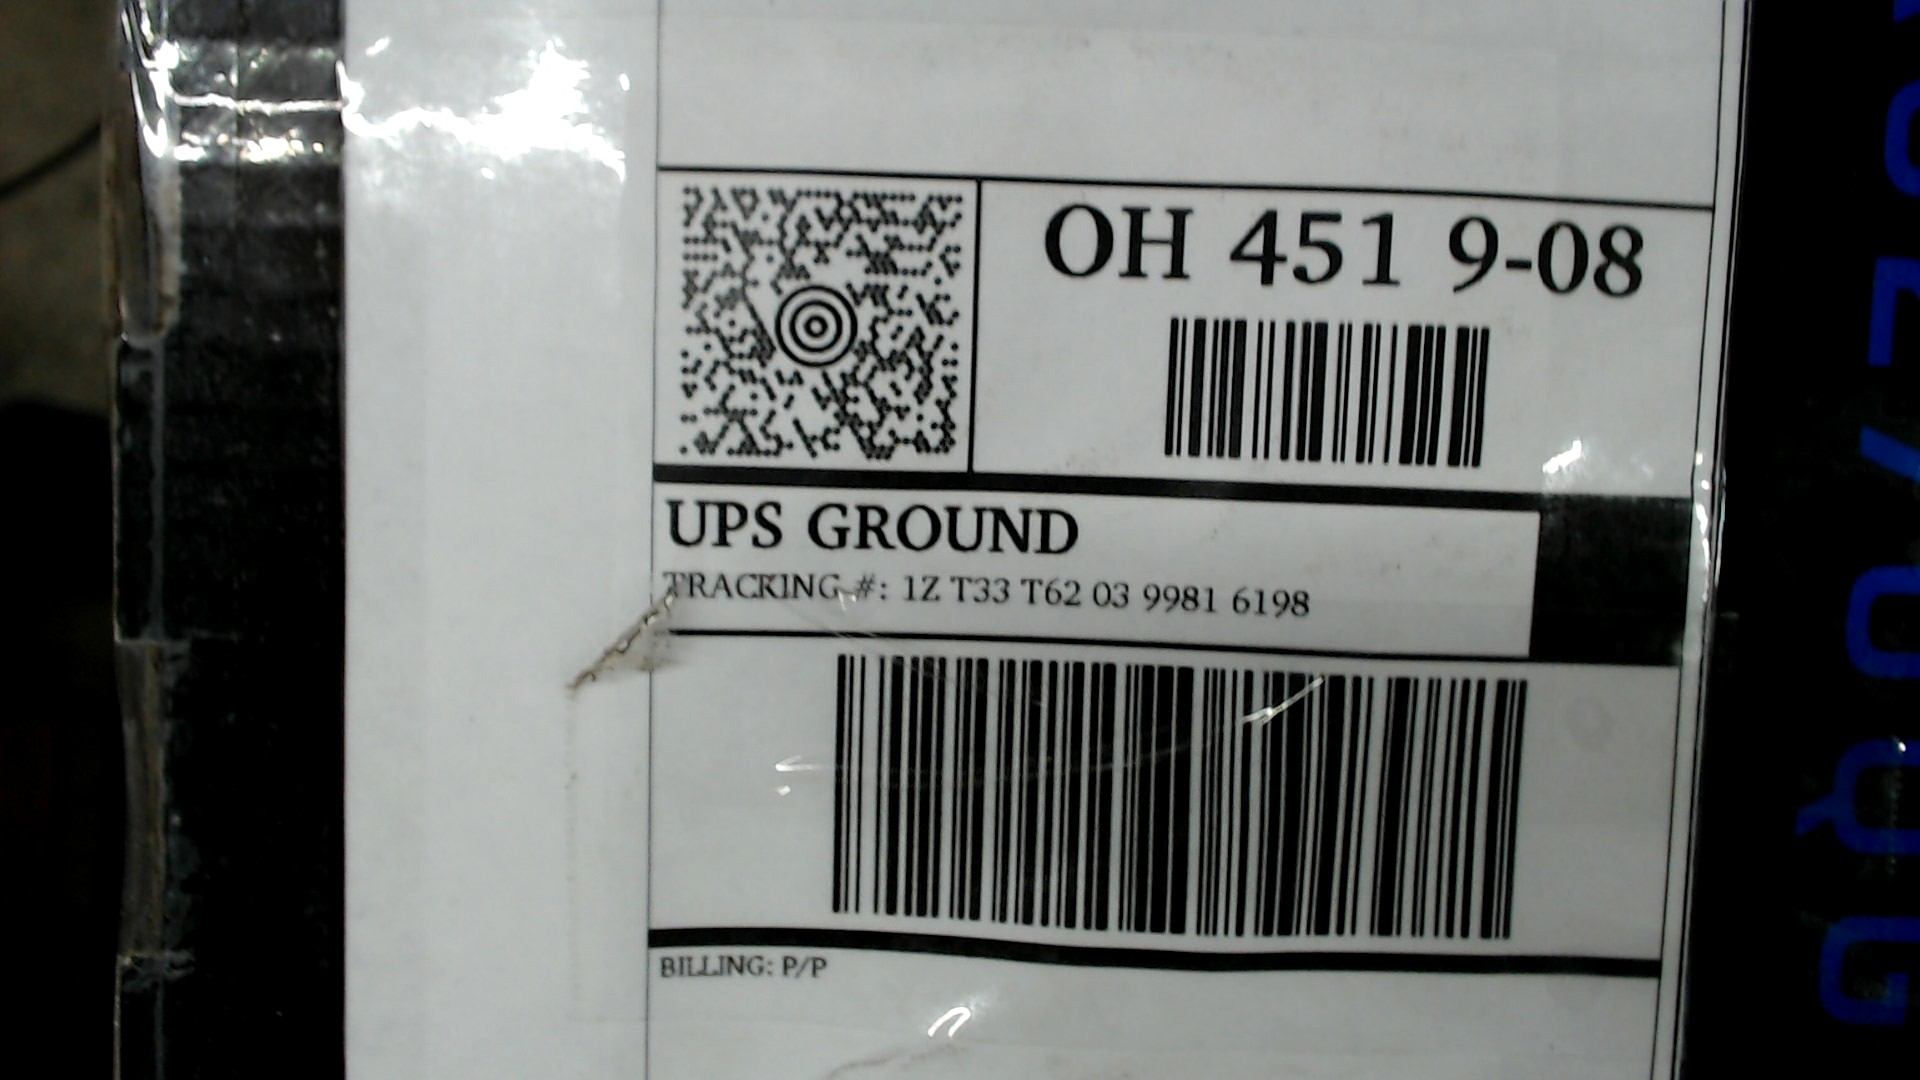 OH 451 9-08
UPS GROUND
TRACKING #: 1Z T33 T62 03 9981 6198
BILLING: P/P